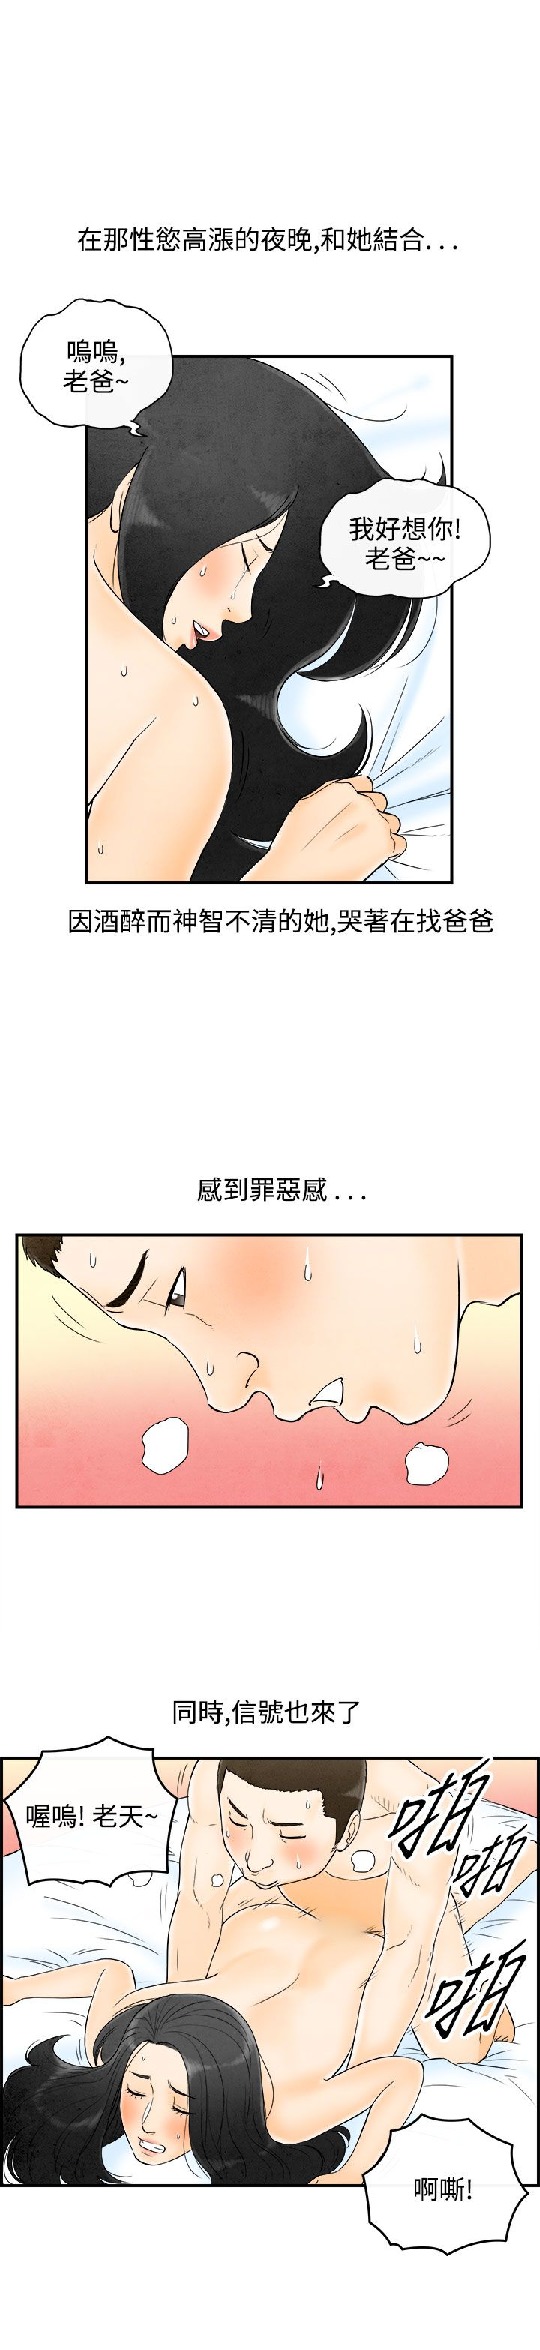 在那性慾高漲的夜晚,和她結合...
嗚嗚,
老爸~
我好想你!
老爸~~
因酒醉而神智不清的她,哭著在找爸爸
感到罪惡感...
同時,信號也來了
喔嗚! 老天~
啪
啪
啪
啊嘶!